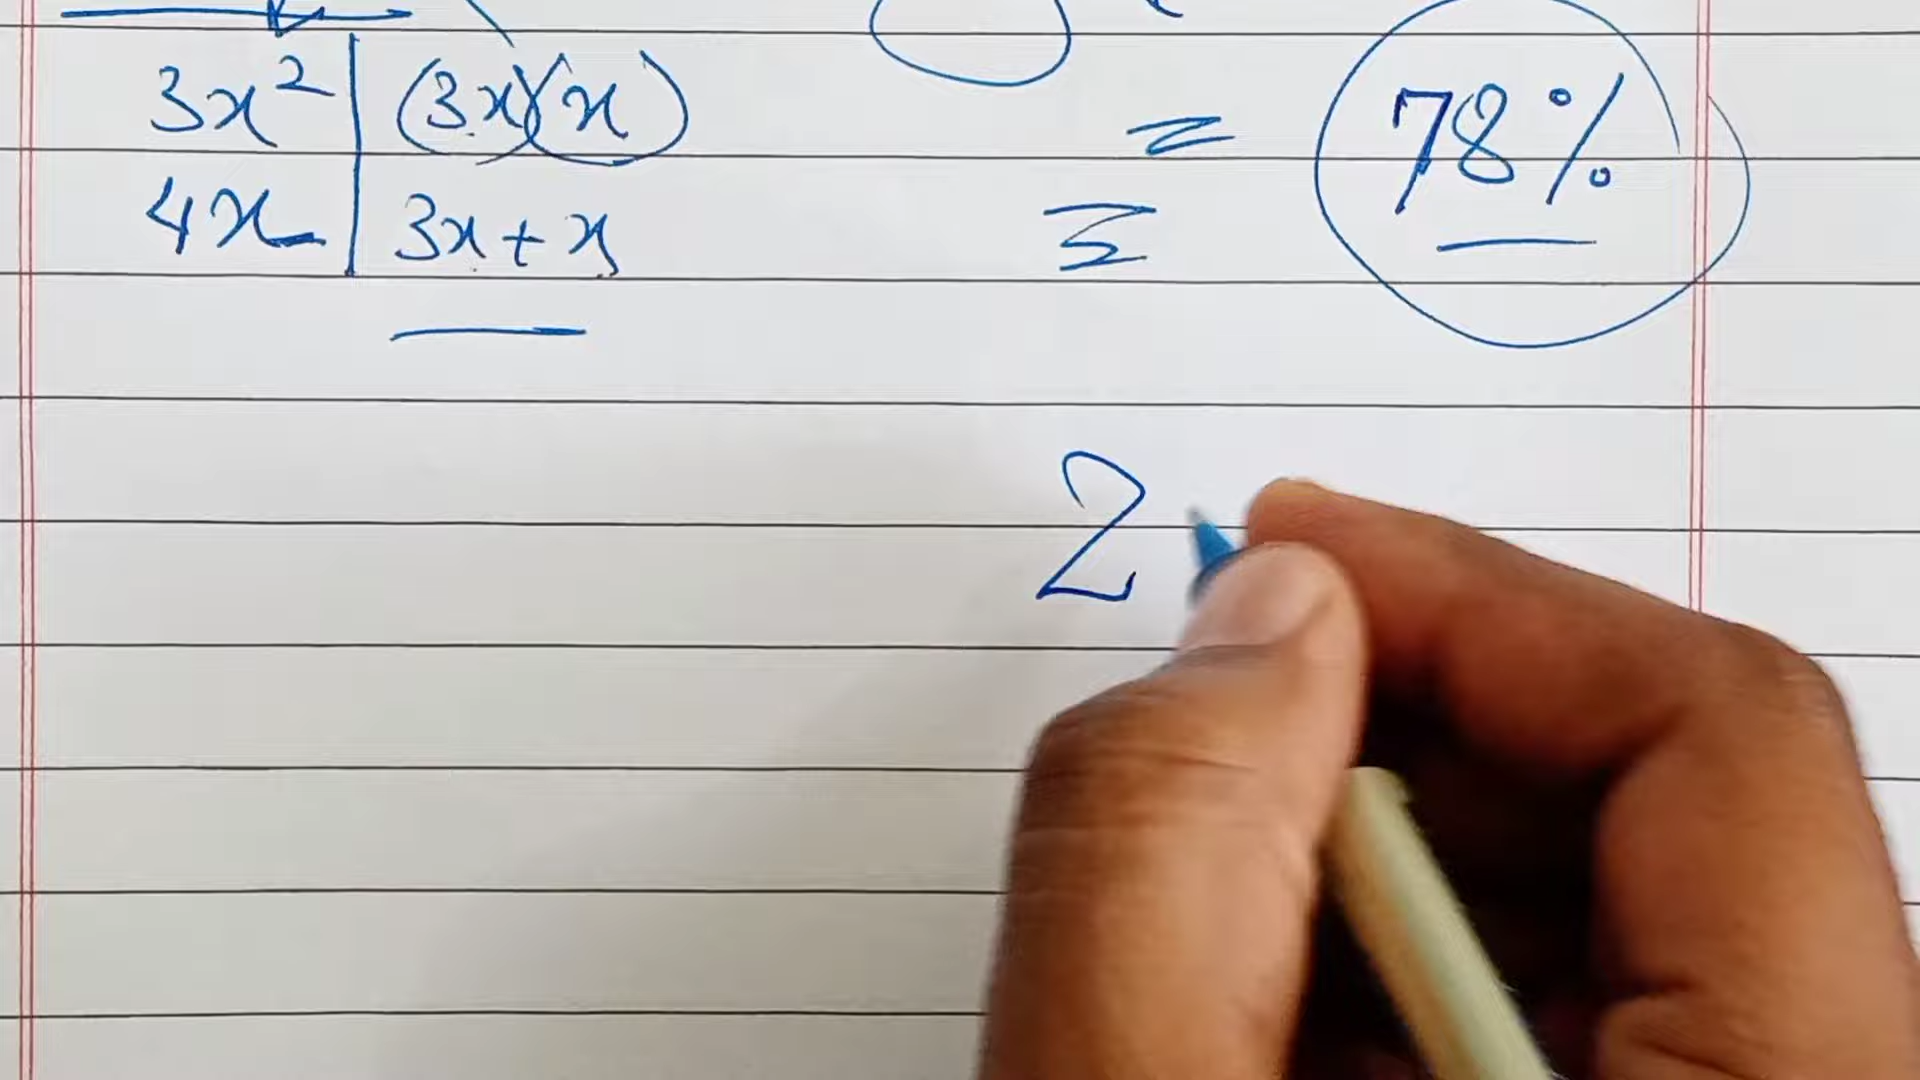 3x² | (3x)(x)
4x | 3x + x
= 78%
2